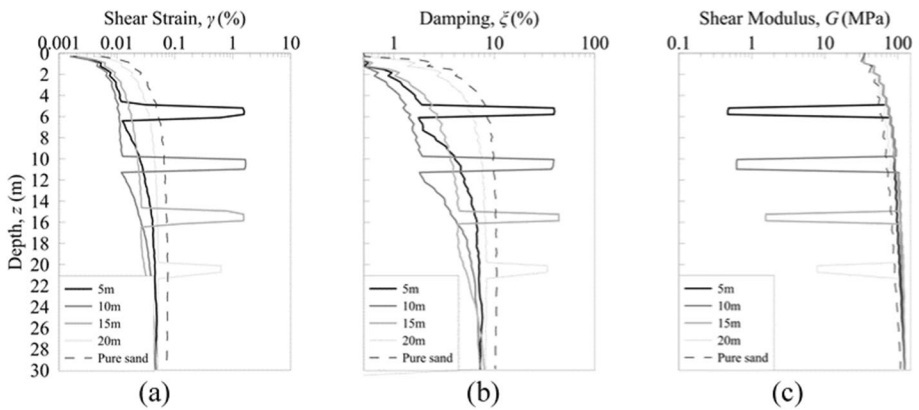 Shear Strain, γ (%)
0.001 0.01 0.1 1 10
Depth, z (m)
0
2
4
6
8
10
12
14
16
18
20
22
24
26
28
30
5m
10m
15m
20m
Pure sand
(a)
Damping, ξ (%)
1 10 100
5m
10m
15m
20m
Pure sand
(b)
Shear Modulus, G (MPa)
0.1 1 10 100
5m
10m
15m
20m
Pure sand
(c)